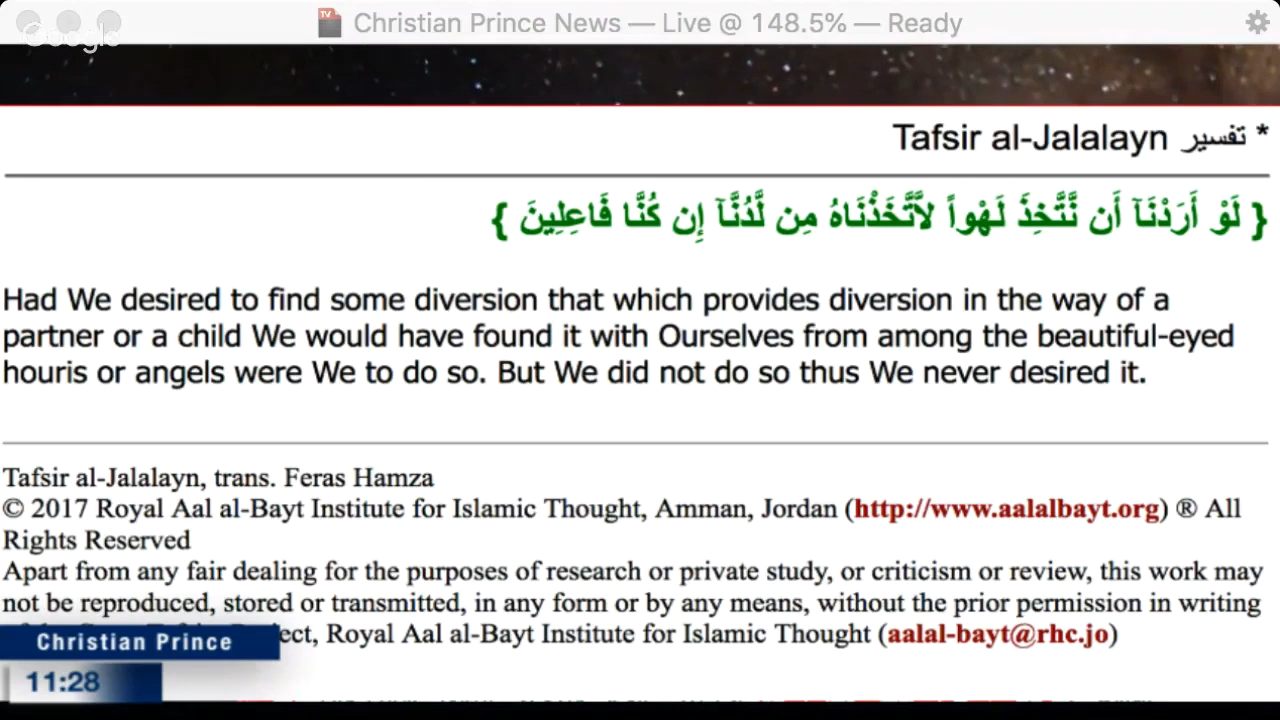 Christian Prince News — Live @ 148.5% — Ready
Google
Tafsir al-Jalalayn تفسير *
{ لَوْ أَرَدْنَآ أَن نَّتَّخِذَ لَهْواً لاَّتَّخَذْنَاهُ مِن لَّدُنَّآ إِن كُنَّا فَاعِلِينَ }
Had We desired to find some diversion that which provides diversion in the way of a
partner or a child We would have found it with Ourselves from among the beautiful-eyed
houris or angels were We to do so. But We did not do so thus We never desired it.
Tafsir al-Jalalayn, trans. Feras Hamza
© 2017 Royal Aal al-Bayt Institute for Islamic Thought, Amman, Jordan (http://www.aalalbayt.org) ® All
Rights Reserved
Apart from any fair dealing for the purposes of research or private study, or criticism or review, this work may
not be reproduced, stored or transmitted, in any form or by any means, without the prior permission in writing
ect, Royal Aal al-Bayt Institute for Islamic Thought (aalal-bayt@rhc.jo)
Christian Prince
11:28